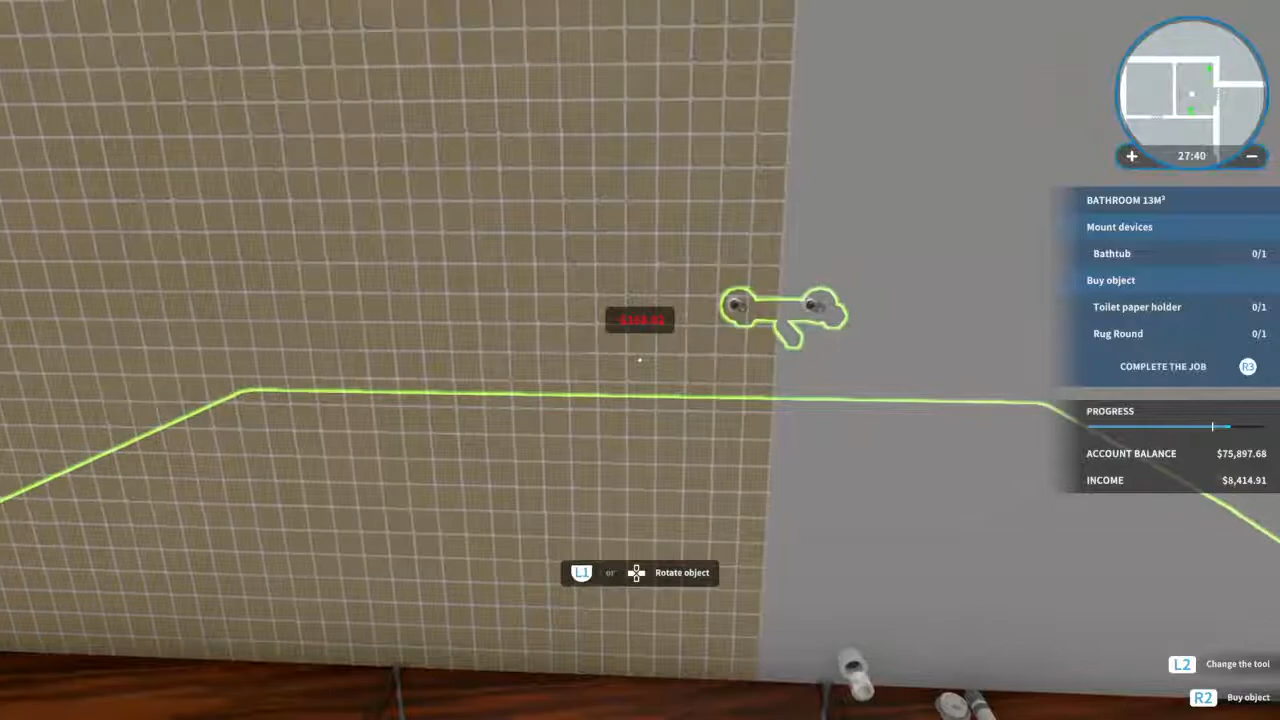 27:40
BATHROOM 13M²
Mount devices
Bathtub 0/1
Buy object
Toilet paper holder 0/1
Rug Round 0/1
COMPLETE THE JOB R3
PROGRESS
ACCOUNT BALANCE $75,897.68
INCOME $8,414.91
L1 or Rotate object
L2 Change the tool
R2 Buy object